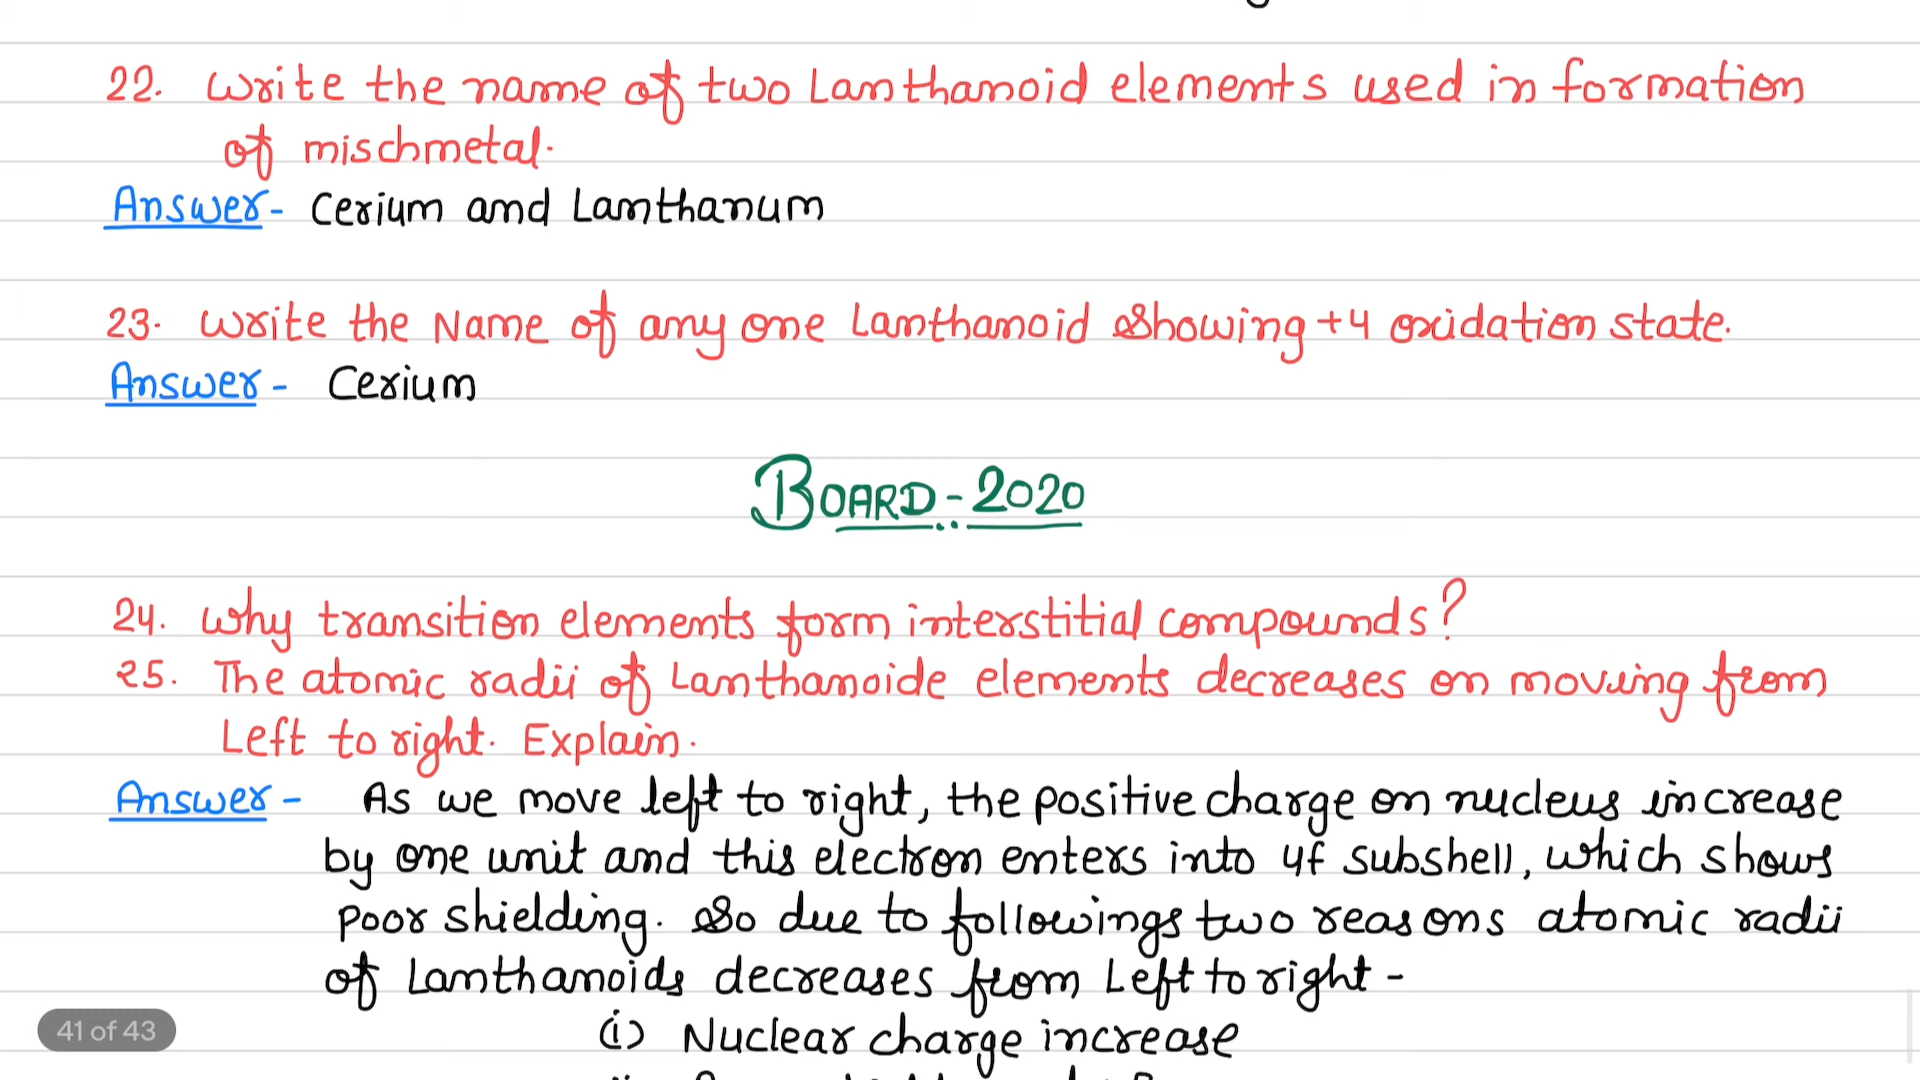 22. Write the name of two Lanthanoid elements used in formation
of mischmetal.
Answer- Cerium and Lanthanum
23. Write the Name of any one Lanthanoid showing +4 oxidation state.
Answer- Cerium
BOARD-2020
24. Why transition elements form interstitial compounds?
25. The atomic radii of Lanthanoide elements decreases on moving from
Left to right. Explain.
Answer- As we move left to right, the positive charge on nucleus increase
by one unit and this electron enters into 4f subshell, which shows
poor shielding. So due to followings two reasons atomic radii
of Lanthanoids decreases from Left to right-
41 of 43
(i) Nuclear charge increase